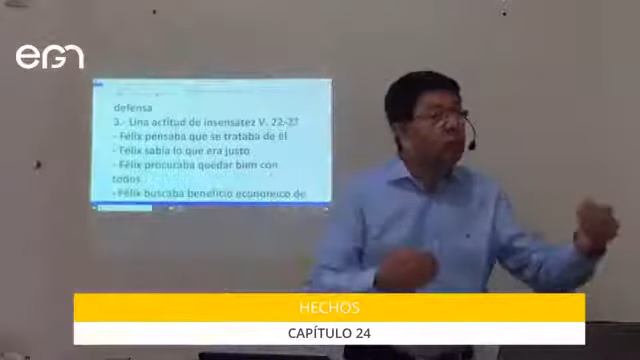 ern
defensa
3.- Una actitud de insensatez V. 22-27
- Félix pensaba que se trataba de él
- Félix sabía lo que era justo
- Félix procuraba quedar bien con
todos
- Félix buscaba beneficio económico de
HECHOS
CAPÍTULO 24